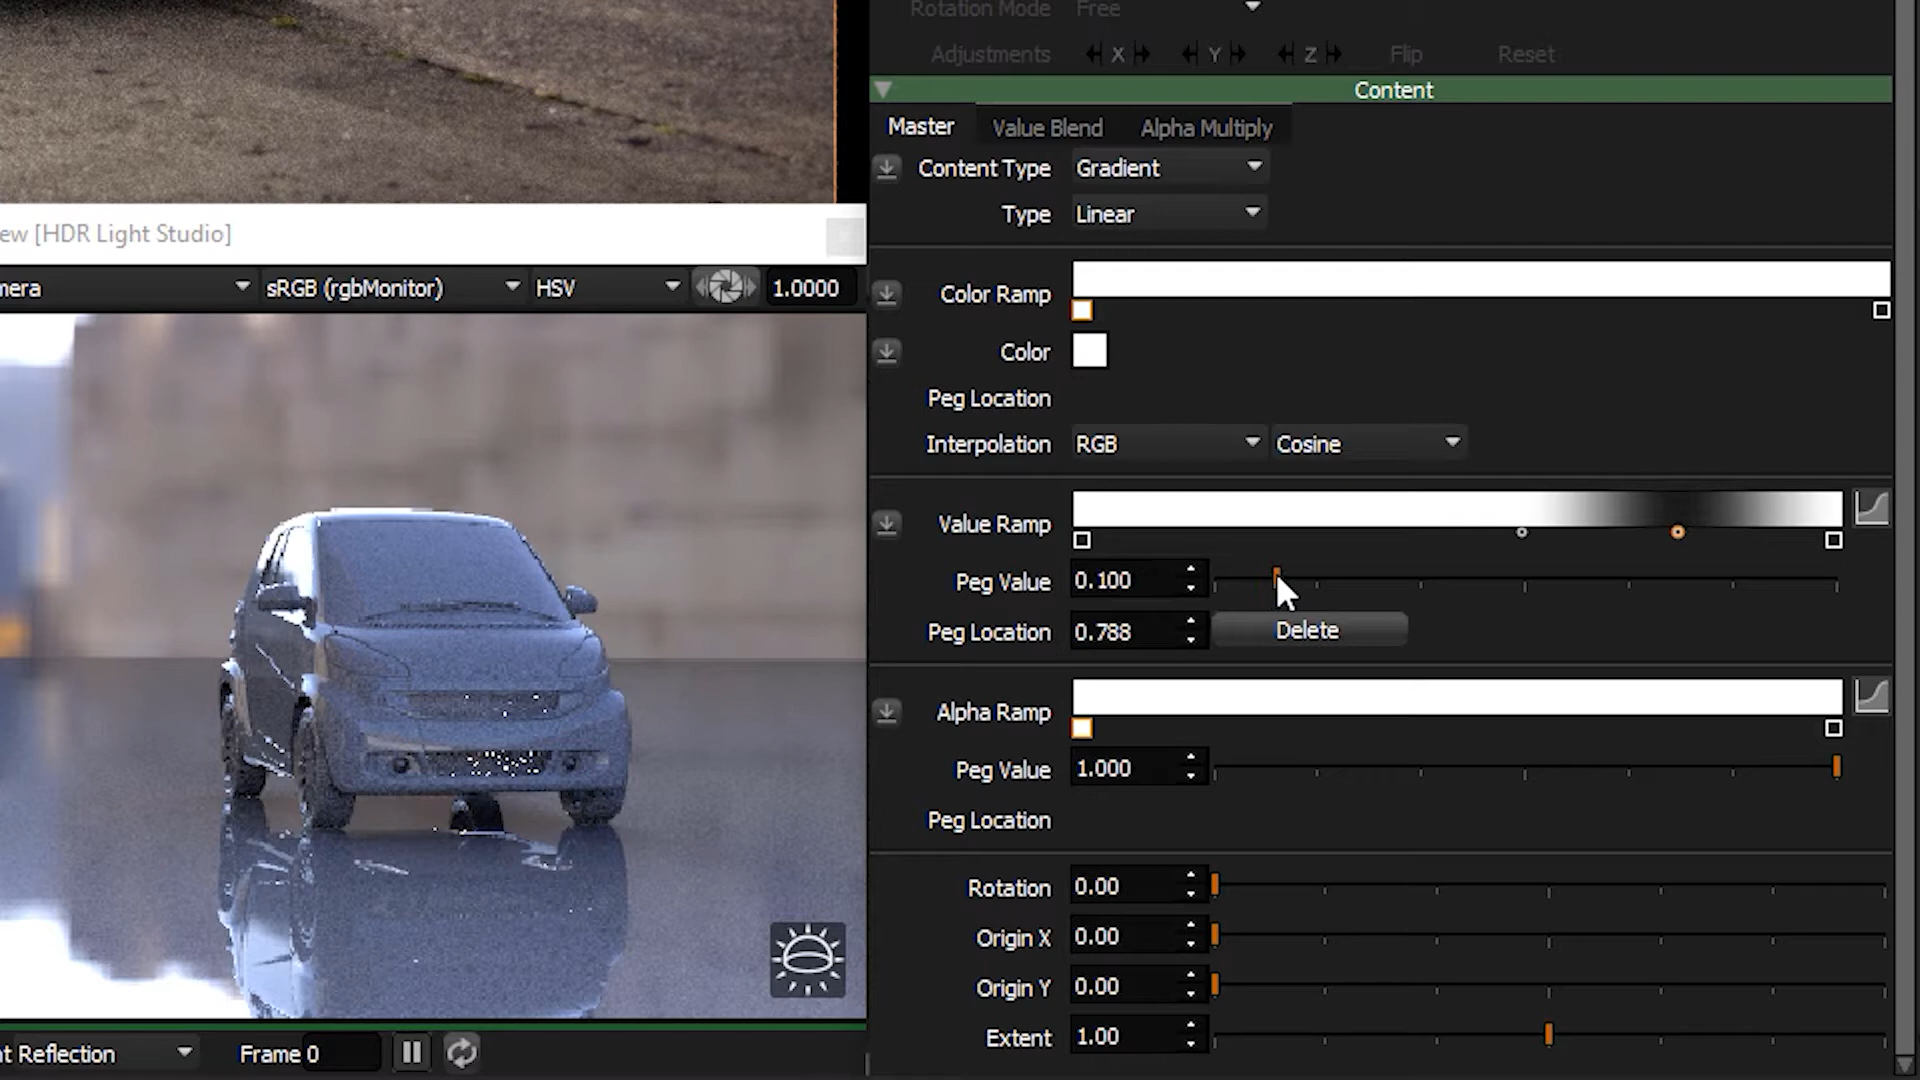 Rotation Mode Free
Adjustments X Y Z Flip Reset
Content
Master Value Blend Alpha Multiply
Content Type Gradient
Type Linear
ew [HDR Light Studio]
nera sRGB (rgbMonitor) HSV 1.0000
Color Ramp
Color
Peg Location
Interpolation RGB Cosine
Value Ramp
Peg Value 0.100
Peg Location 0.788 Delete
Alpha Ramp
Peg Value 1.000
Peg Location
Rotation 0.00
Origin X 0.00
Origin Y 0.00
Extent 1.00
t Reflection Frame 0